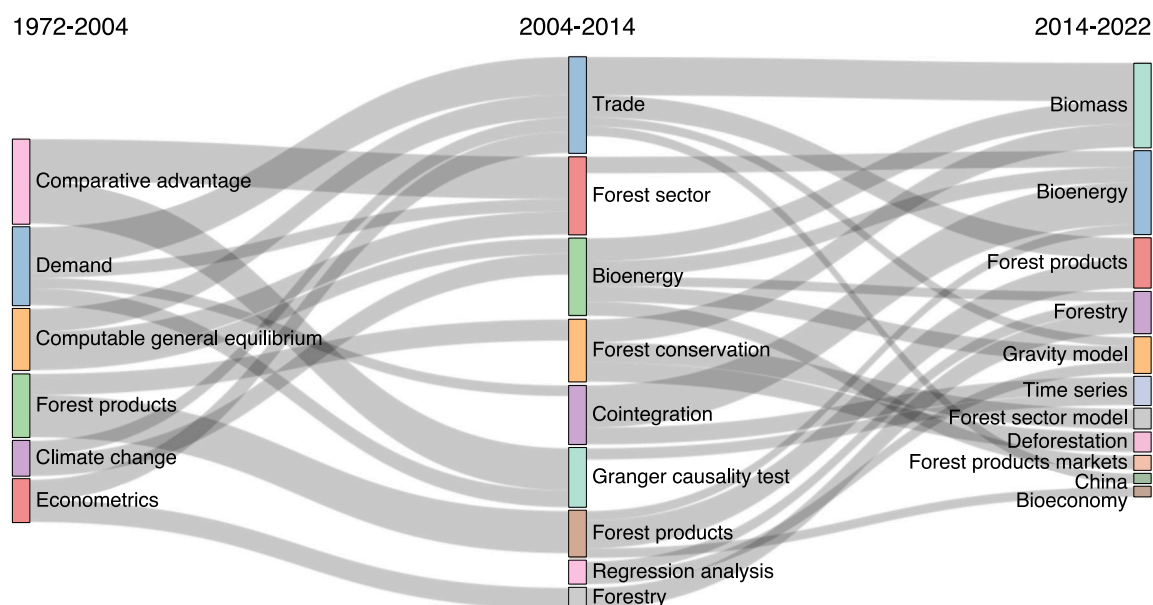 1972-2004
2004-2014
2014-2022
Comparative advantage
Demand
Computable general equilibrium
Forest products
Climate change
Econometrics
Trade
Forest sector
Bioenergy
Forest conservation
Cointegration
Granger causality test
Forest products
Regression analysis
Forestry
Biomass
Bioenergy
Forest products
Forestry
Gravity model
Time series
Forest sector model
Deforestation
Forest products markets
China
Bioeconomy